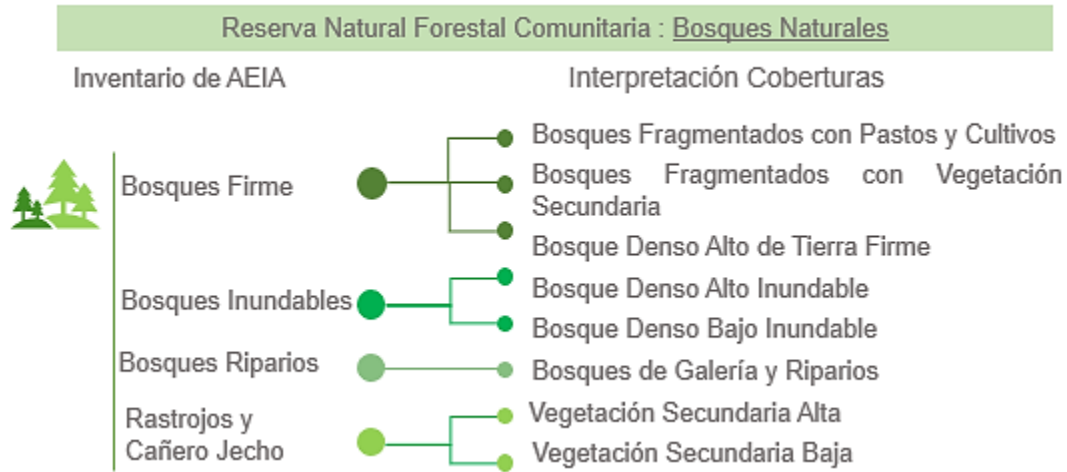 Reserva Natural Forestal Comunitaria : Bosques Naturales
Inventario de AEIA
Interpretación Coberturas
Bosques Firme
Bosques Fragmentados con Pastos y Cultivos
Bosques Fragmentados con Vegetación
Secundaria
Bosque Denso Alto de Tierra Firme
Bosques Inundables
Bosque Denso Alto Inundable
Bosque Denso Bajo Inundable
Bosques Riparios
Bosques de Galería y Riparios
Rastrojos y
Cañero Jecho
Vegetación Secundaria Alta
Vegetación Secundaria Baja